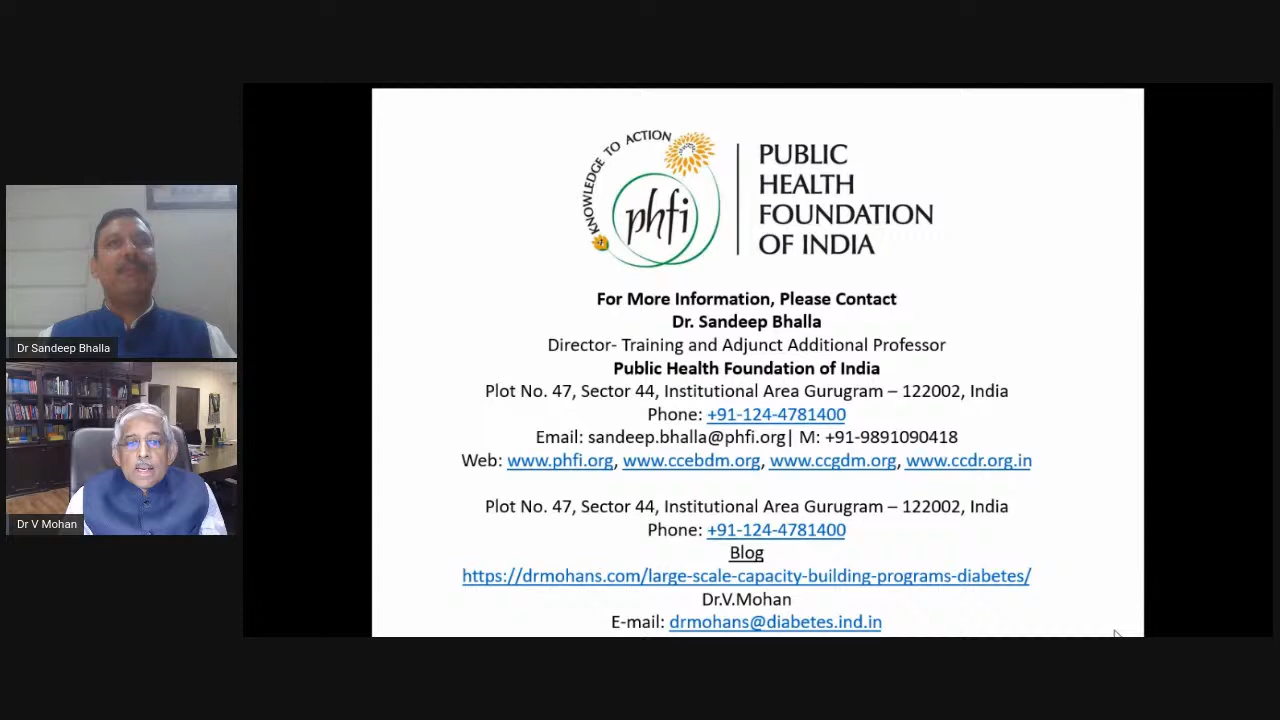 KNOWLEDGE TO ACTION
phfi
PUBLIC
HEALTH
FOUNDATION
OF INDIA
For More Information, Please Contact
Dr. Sandeep Bhalla
Director- Training and Adjunct Additional Professor
Public Health Foundation of India
Plot No. 47, Sector 44, Institutional Area Gurugram – 122002, India
Phone: +91-124-4781400
Email: sandeep.bhalla@phfi.org| M: +91-9891090418
Web: www.phfi.org, www.ccebdm.org, www.ccgdm.org, www.ccdr.org.in
Plot No. 47, Sector 44, Institutional Area Gurugram – 122002, India
Phone: +91-124-4781400
Blog
https://drmohans.com/large-scale-capacity-building-programs-diabetes/
Dr.V.Mohan
E-mail: drmohans@diabetes.ind.in
Dr Sandeep Bhalla
Dr V Mohan